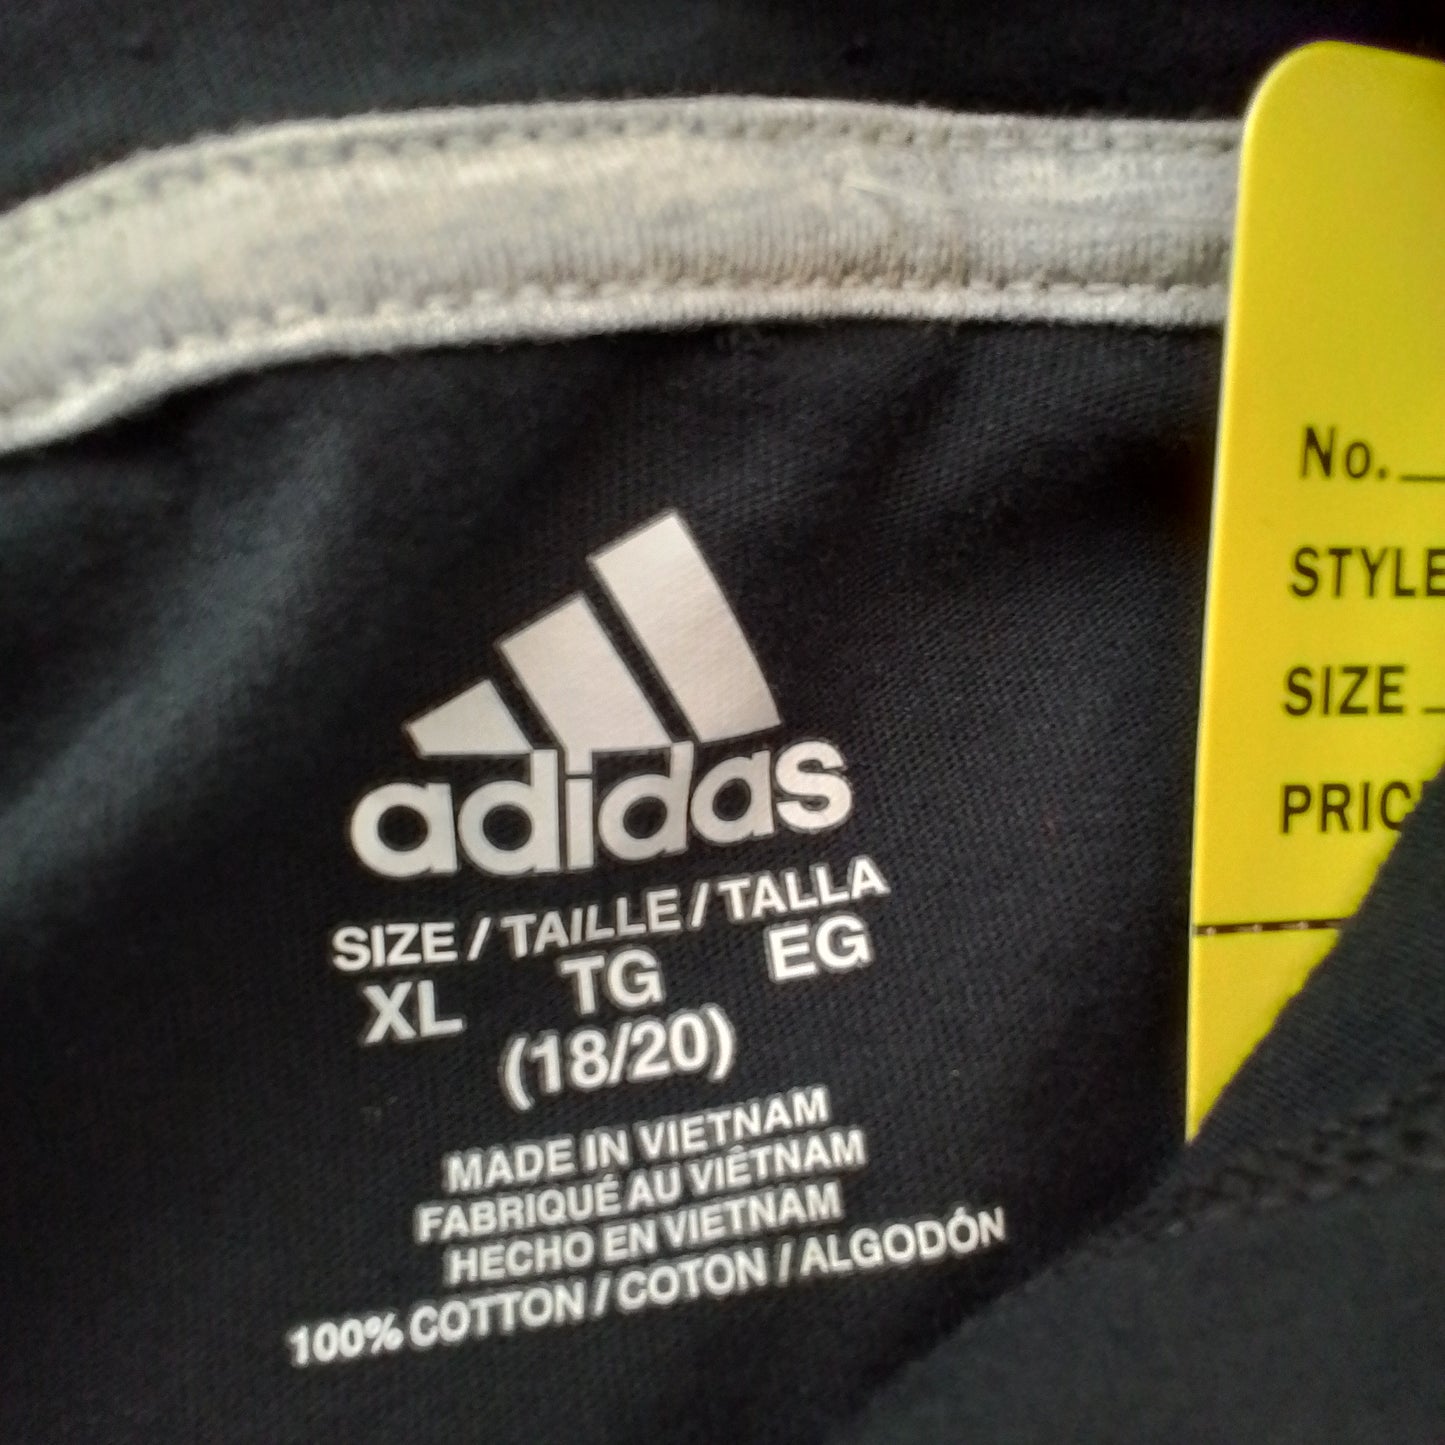 adidas
SIZE / TAILLE / TALLA
XL TG EG
(18/20)
MADE IN VIETNAM
FABRIQUÉ AU VIÊTNAM
HECHO EN VIETNAM
100% COTTON / COTON / ALGODÓN
No.
STYLE
SIZE